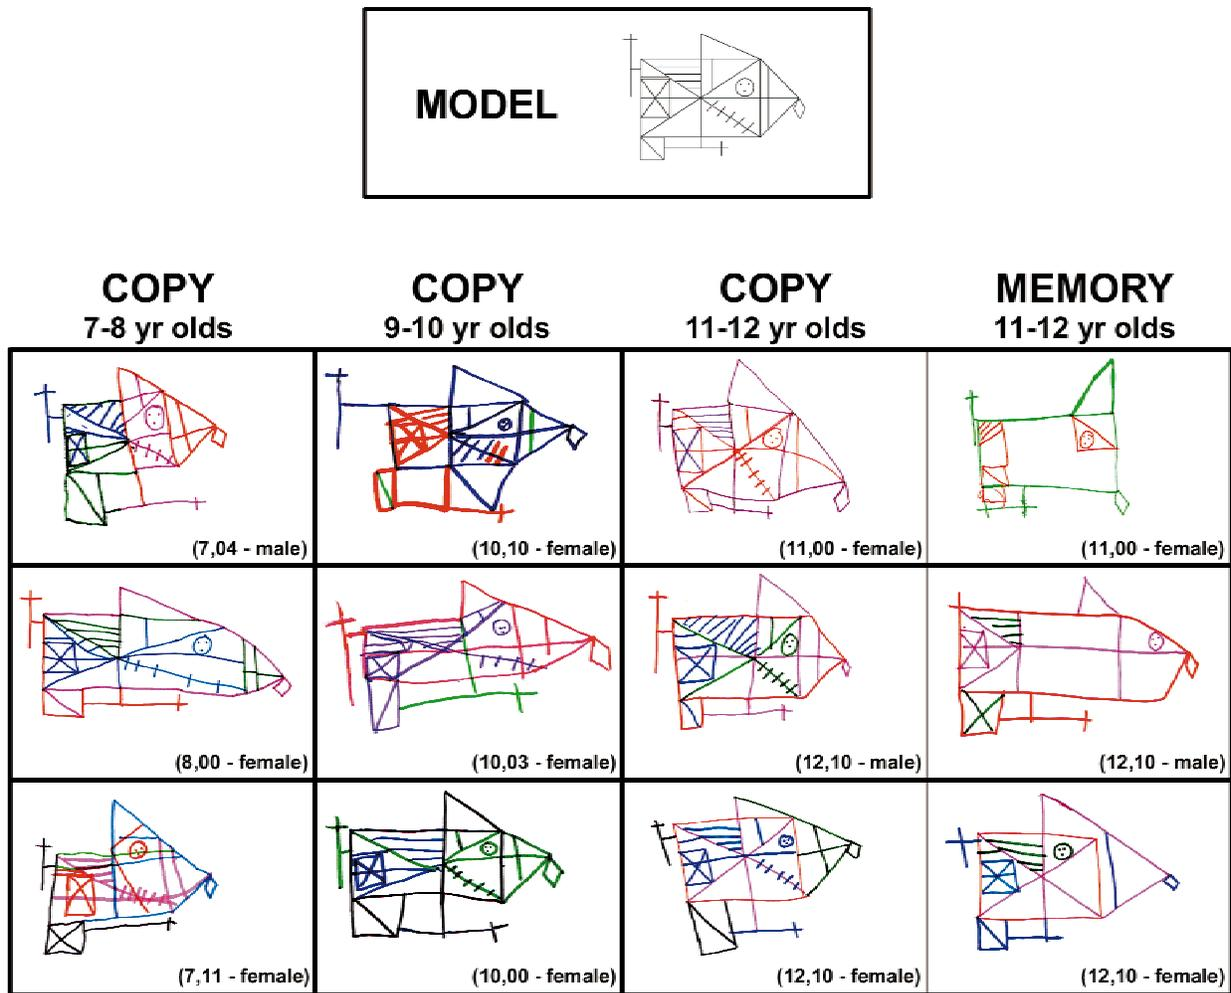 MODEL
COPY
7-8 yr olds
COPY
9-10 yr olds
COPY
11-12 yr olds
MEMORY
11-12 yr olds
(7,04 - male)
(10,10 - female)
(11,00 - female)
(11,00 - female)
(8,00 - female)
(10,03 - female)
(12,10 - male)
(12,10 - male)
(7,11 - female)
(10,00 - female)
(12,10 - female)
(12,10 - female)